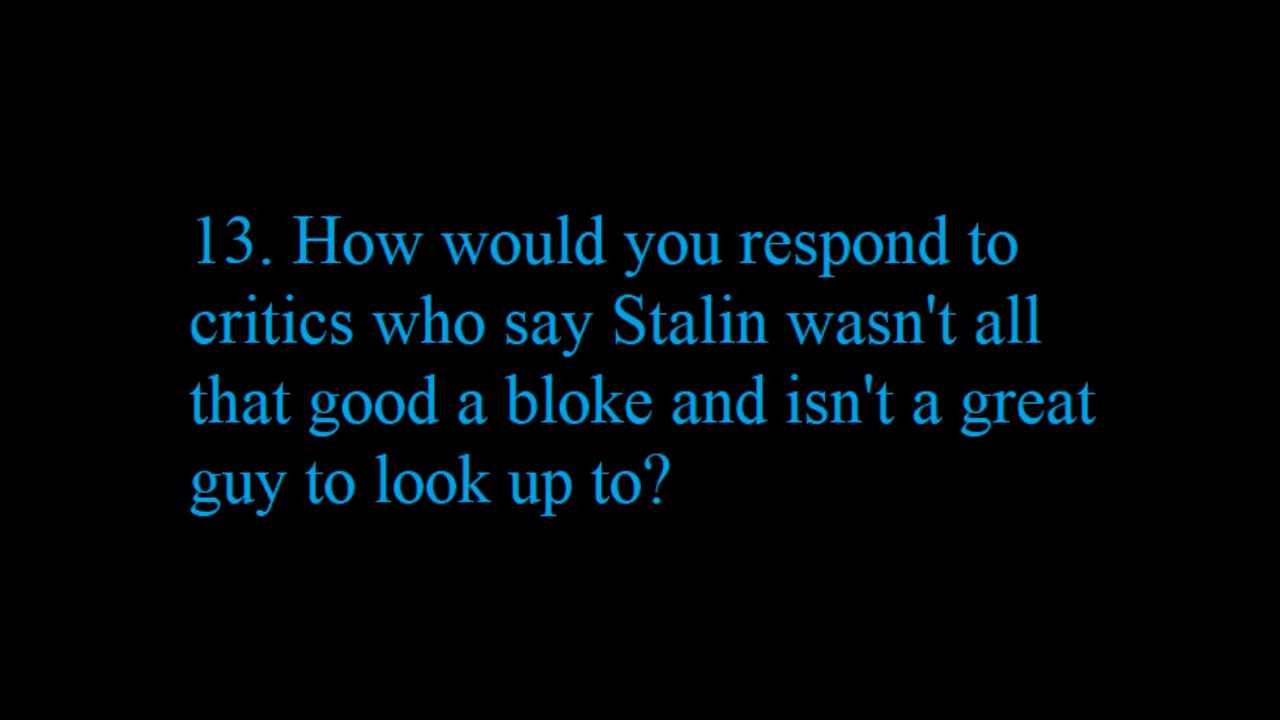 13. How would you respond to
critics who say Stalin wasn't all
that good a bloke and isn't a great
guy to look up to?